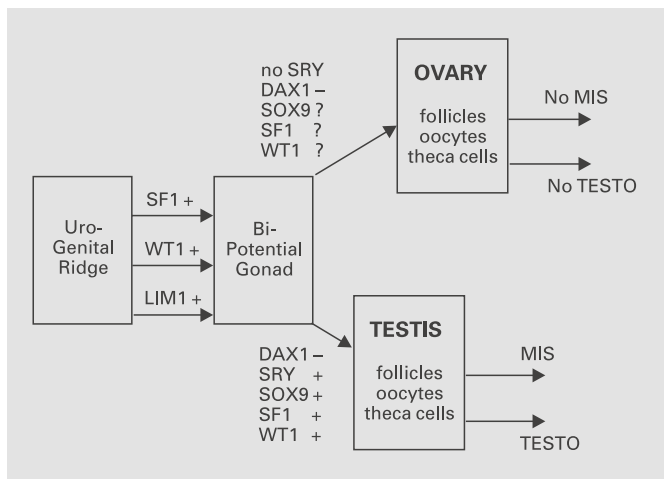 no SRY
DAX1 –
SOX9 ?
SF1 ?
WT1 ?
OVARY
follicles
oocytes
theca cells
No MIS
No TESTO
Uro-
Genital
Ridge
SF1 +
WT1 +
LIM1 +
Bi-
Potential
Gonad
DAX1 –
SRY +
SOX9 +
SF1 +
WT1 +
TESTIS
follicles
oocytes
theca cells
MIS
TESTO